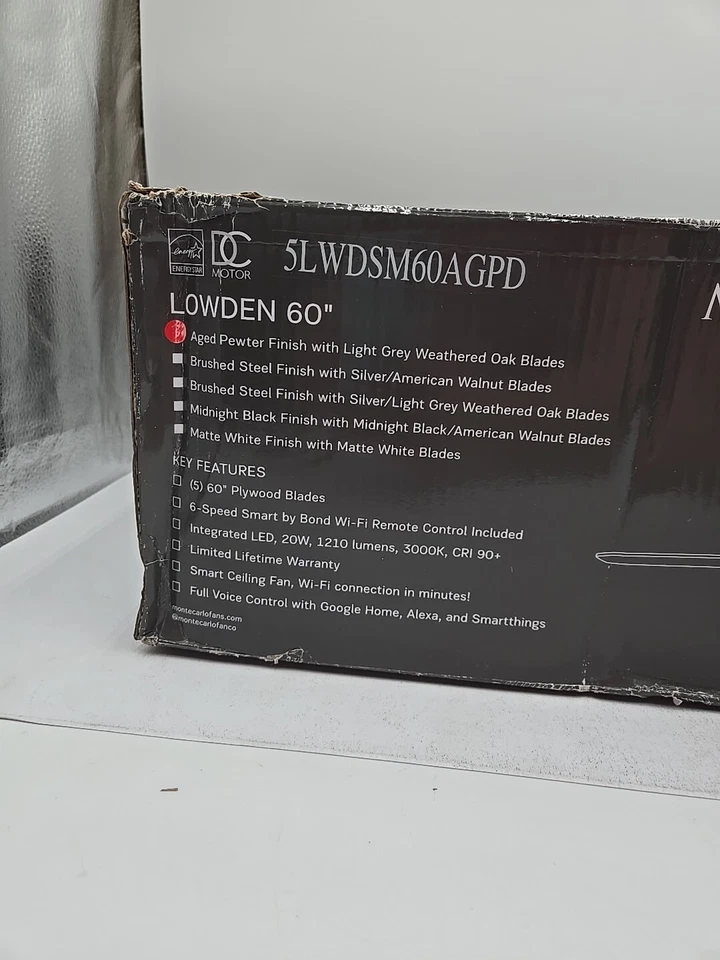 energy
ENERGY STAR
DC
MOTOR
5LWDSM60AGPD
LOWDEN 60"
Aged Pewter Finish with Light Grey Weathered Oak Blades
Brushed Steel Finish with Silver/American Walnut Blades
Brushed Steel Finish with Silver/Light Grey Weathered Oak Blades
Midnight Black Finish with Midnight Black/American Walnut Blades
Matte White Finish with Matte White Blades
KEY FEATURES
(5) 60" Plywood Blades
6-Speed Smart by Bond Wi-Fi Remote Control Included
Integrated LED, 20W, 1210 lumens, 3000K, CRI 90+
Limited Lifetime Warranty
Smart Ceiling Fan, Wi-Fi connection in minutes!
Full Voice Control with Google Home, Alexa, and Smartthings
montecarlofans.com
@montecarlofanco